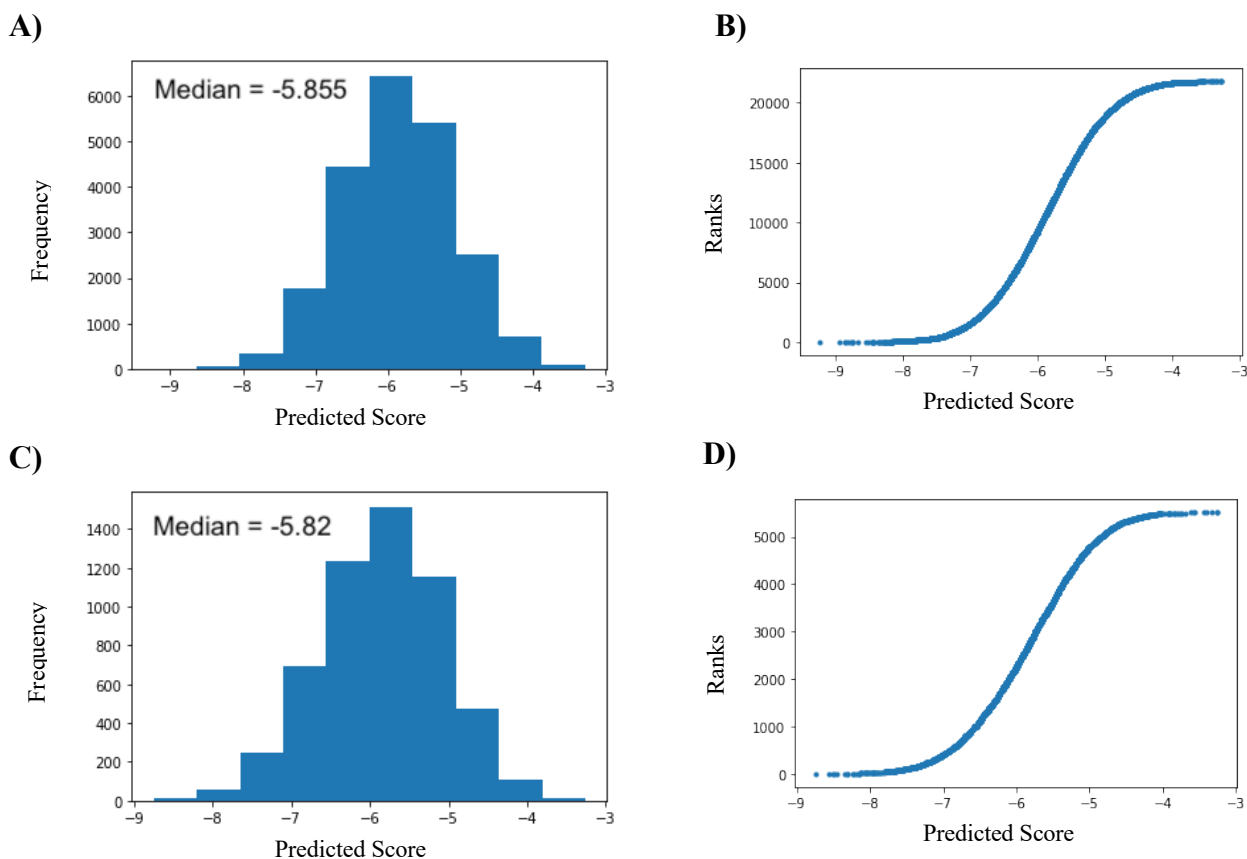 A)
Median = -5.855
Frequency
6000
5000
4000
3000
2000
1000
0
−9 −8 −7 −6 −5 −4 −3
Predicted Score
B)
Ranks
20000
15000
10000
5000
0
−9 −8 −7 −6 −5 −4 −3
Predicted Score
C)
Median = -5.82
Frequency
1400
1200
1000
800
600
400
200
0
−9 −8 −7 −6 −5 −4 −3
Predicted Score
D)
Ranks
5000
4000
3000
2000
1000
0
−9 −8 −7 −6 −5 −4 −3
Predicted Score